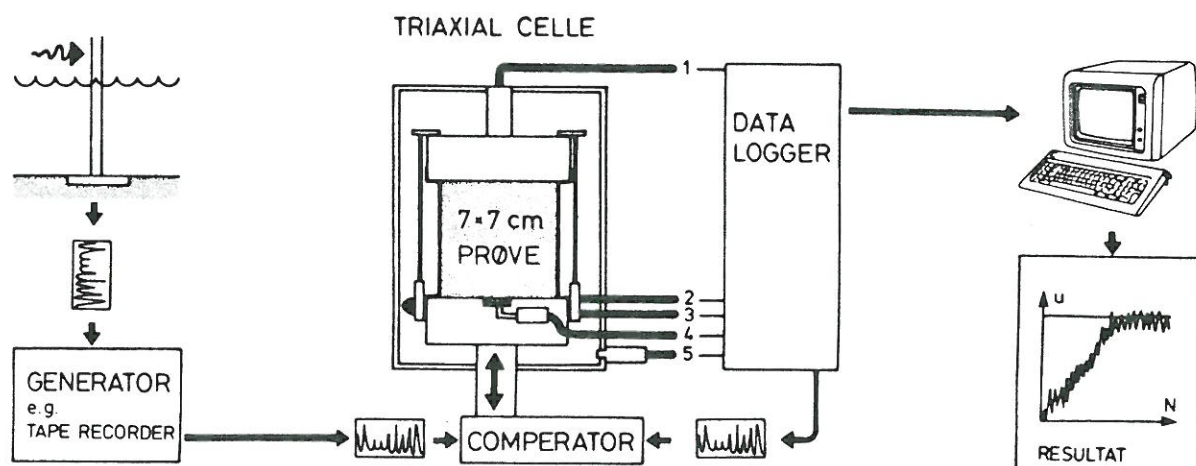 TRIAXIAL CELLE
1
DATA
LOGGER
7×7 cm
PRØVE
2
3
4
5
GENERATOR
e.g.
TAPE RECORDER
COMPERATOR
u
N
RESULTAT